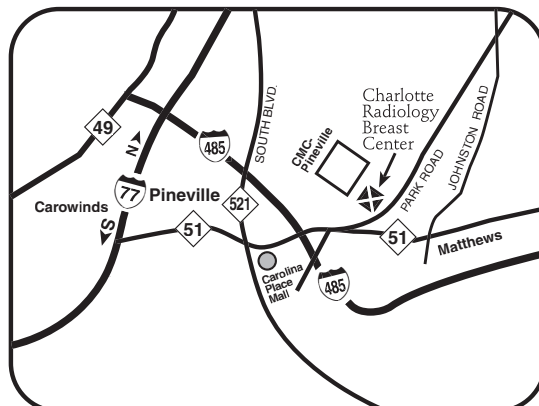 49
N
485
SOUTH BLVD.
CMC-
Pineville
Charlotte
Radiology
Breast
Center
PARK ROAD
JOHNSTON ROAD
77
Pineville
521
Carowinds
S
51
51
Matthews
Carolina
Place
Mall
485